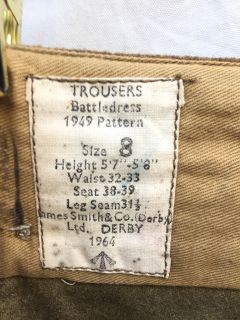 TROUSERS
Battledress
1949 Pattern
Size 8
Height 5'7"-5'8"
Waist 32-33
Seat 38-39
Leg Seam 31½
ames Smith & Co. (Derby)
Ltd. DERBY
1964